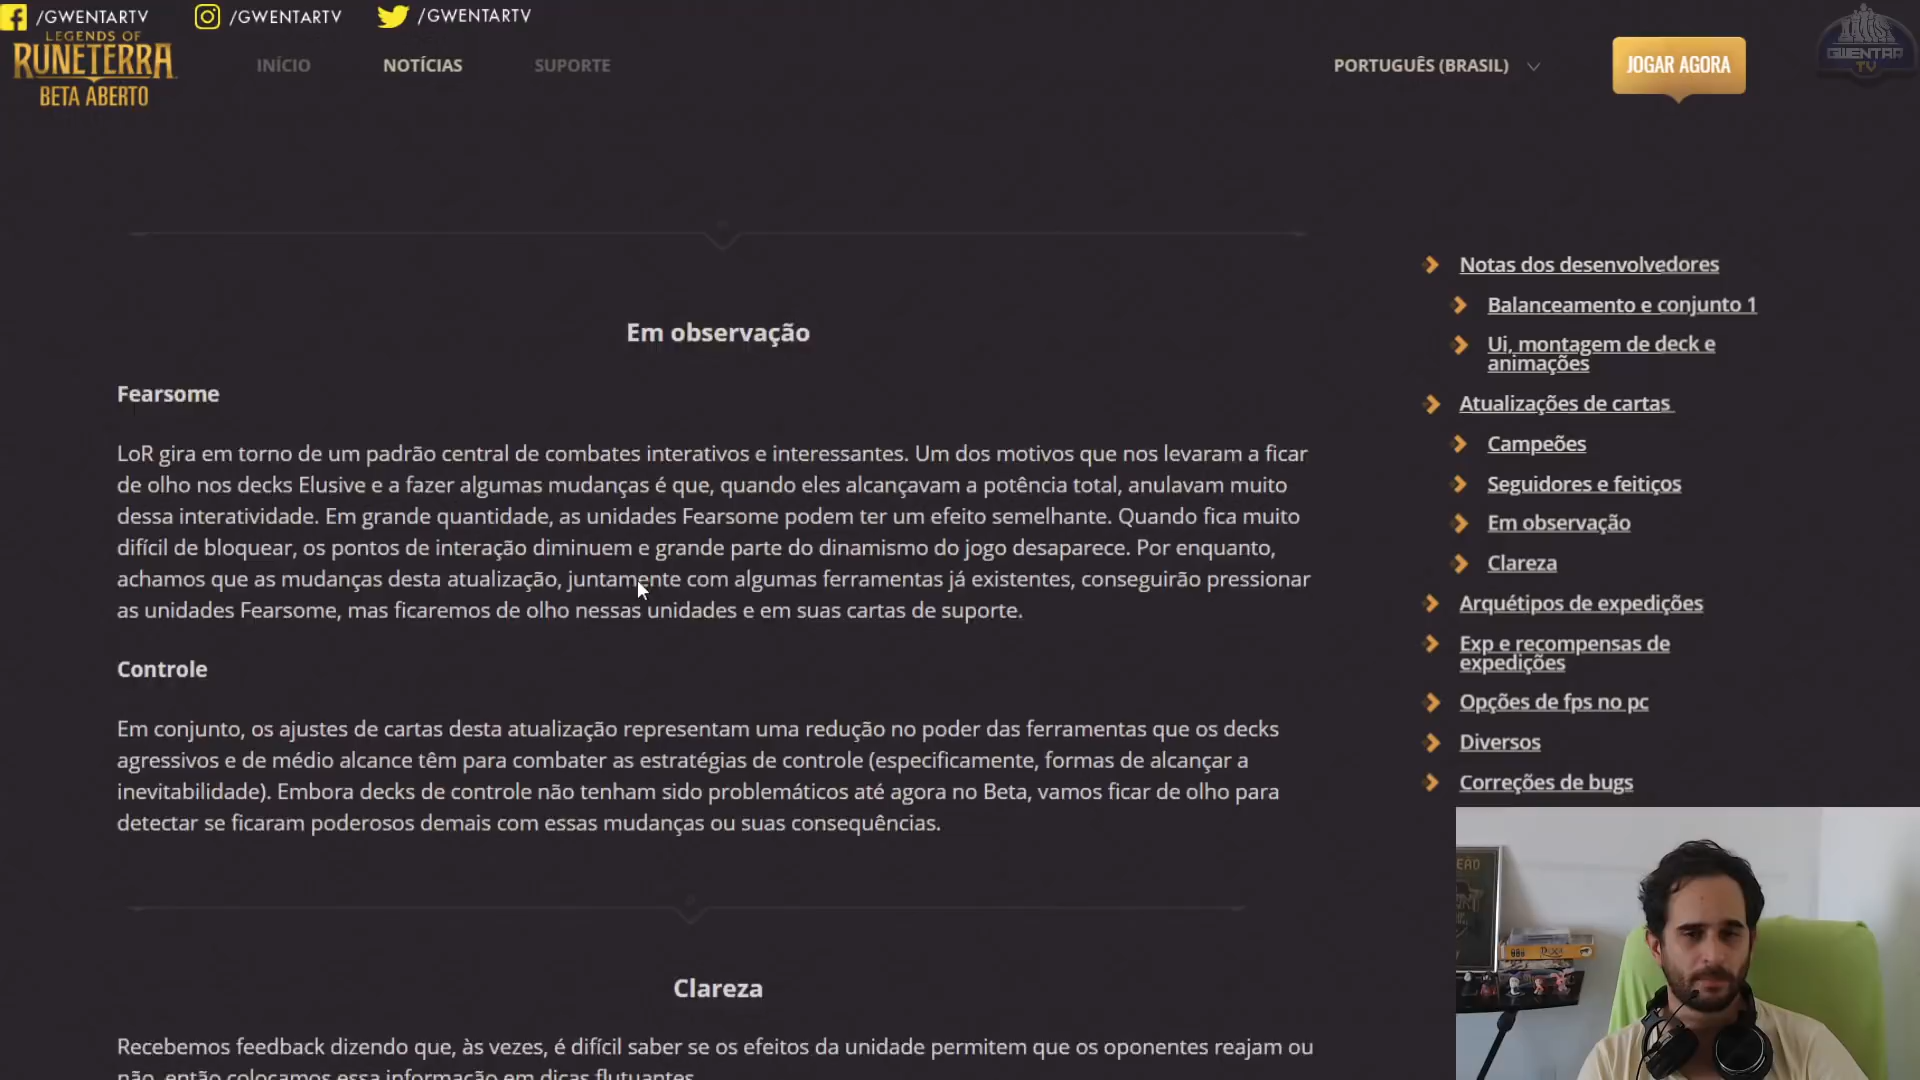 /GWENTARTV
/GWENTARTV
/GWENTARTV
LEGENDS OF
RUNETERRA
BETA ABERTO
INÍCIO
NOTÍCIAS
SUPORTE
PORTUGUÊS (BRASIL)
JOGAR AGORA
GWENTAR
TV
Em observação
Fearsome
LoR gira em torno de um padrão central de combates interativos e interessantes. Um dos motivos que nos levaram a ficar
de olho nos decks Elusive e a fazer algumas mudanças é que, quando eles alcançavam a potência total, anulavam muito
dessa interatividade. Em grande quantidade, as unidades Fearsome podem ter um efeito semelhante. Quando fica muito
difícil de bloquear, os pontos de interação diminuem e grande parte do dinamismo do jogo desaparece. Por enquanto,
achamos que as mudanças desta atualização, juntamente com algumas ferramentas já existentes, conseguirão pressionar
as unidades Fearsome, mas ficaremos de olho nessas unidades e em suas cartas de suporte.
Controle
Em conjunto, os ajustes de cartas desta atualização representam uma redução no poder das ferramentas que os decks
agressivos e de médio alcance têm para combater as estratégias de controle (especificamente, formas de alcançar a
inevitabilidade). Embora decks de controle não tenham sido problemáticos até agora no Beta, vamos ficar de olho para
detectar se ficaram poderosos demais com essas mudanças ou suas consequências.
Clareza
Recebemos feedback dizendo que, às vezes, é difícil saber se os efeitos da unidade permitem que os oponentes reajam ou
não, então colocamos essa informação em dicas flutuantes.
Notas dos desenvolvedores
Balanceamento e conjunto 1
Ui, montagem de deck e
animações
Atualizações de cartas
Campeões
Seguidores e feitiços
Em observação
Clareza
Arquétipos de expedições
Exp e recompensas de
expedições
Opções de fps no pc
Diversos
Correções de bugs